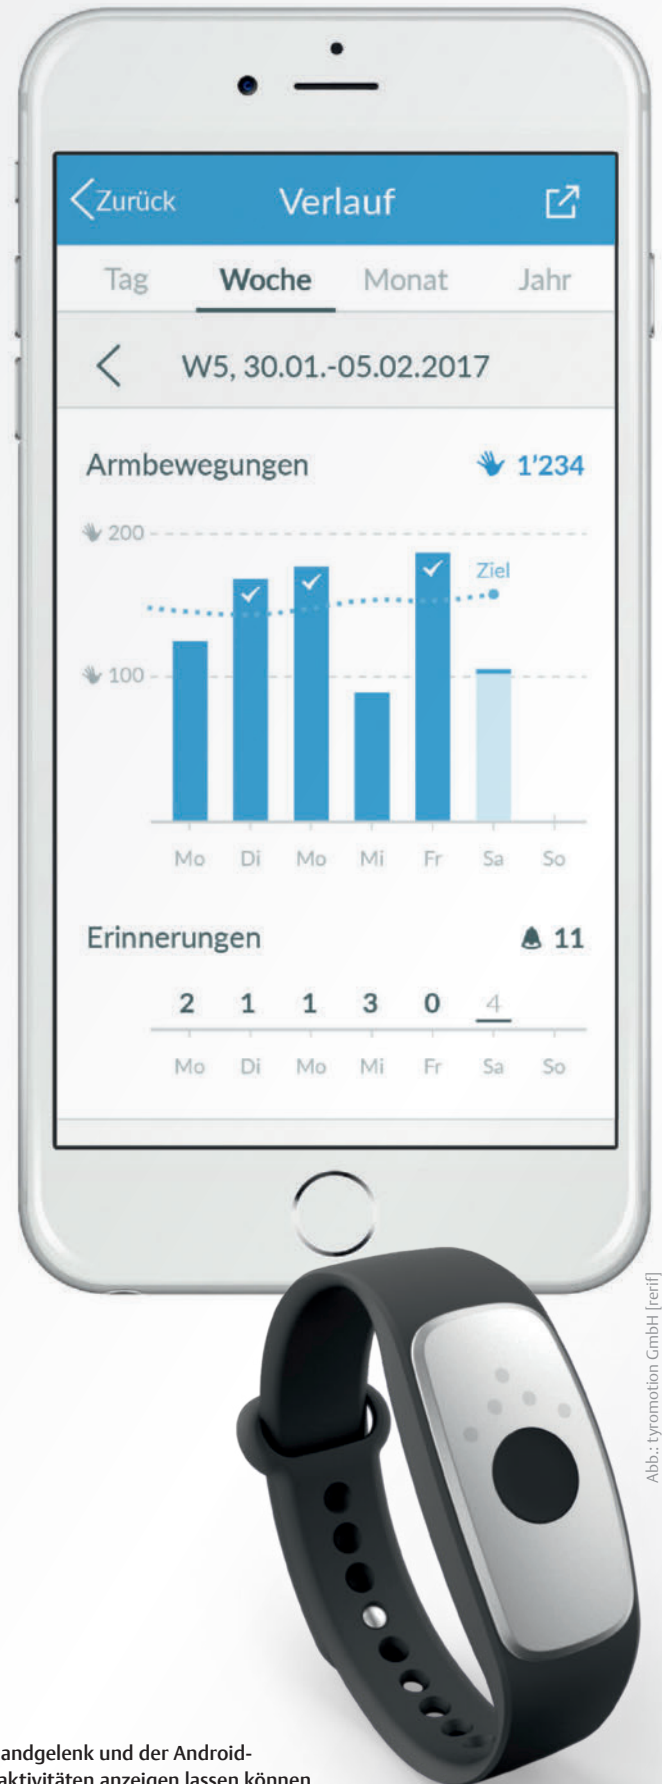 Zurück Verlauf
Tag Woche Monat Jahr
W5, 30.01.-05.02.2017
Armbewegungen 1'234
200
Ziel
100
Mo Di Mo Mi Fr Sa So
Erinnerungen 11
2 1 1 3 0 4
Mo Di Mo Mi Fr Sa So
Abb.: tyromotion GmbH [rerif]
andgelenk und der Android-
aktivitäten anzeigen lassen können